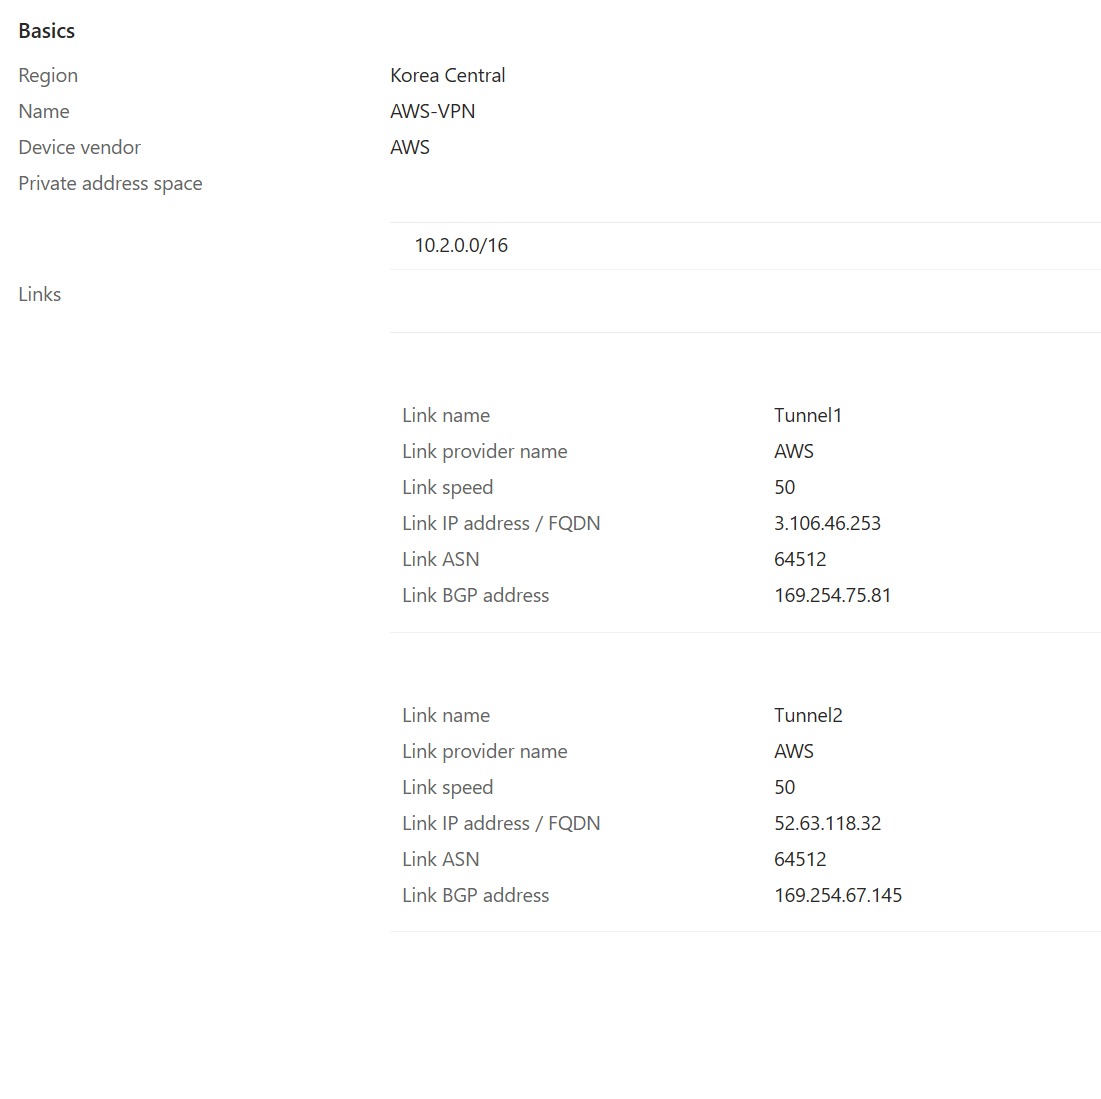 Basics
Region Korea Central
Name AWS-VPN
Device vendor AWS
Private address space
10.2.0.0/16
Links
Link name Tunnel1
Link provider name AWS
Link speed 50
Link IP address / FQDN 3.106.46.253
Link ASN 64512
Link BGP address 169.254.75.81
Link name Tunnel2
Link provider name AWS
Link speed 50
Link IP address / FQDN 52.63.118.32
Link ASN 64512
Link BGP address 169.254.67.145